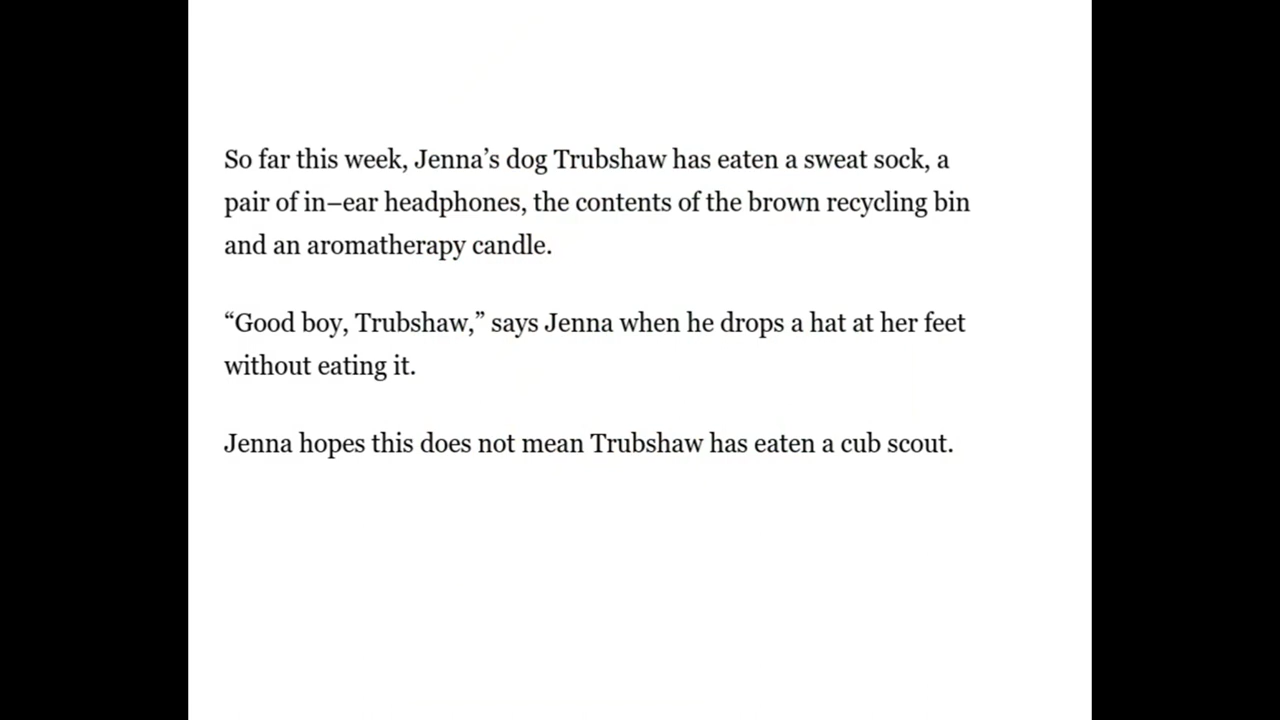 So far this week, Jenna’s dog Trubshaw has eaten a sweat sock, a
pair of in–ear headphones, the contents of the brown recycling bin
and an aromatherapy candle.
“Good boy, Trubshaw,” says Jenna when he drops a hat at her feet
without eating it.
Jenna hopes this does not mean Trubshaw has eaten a cub scout.